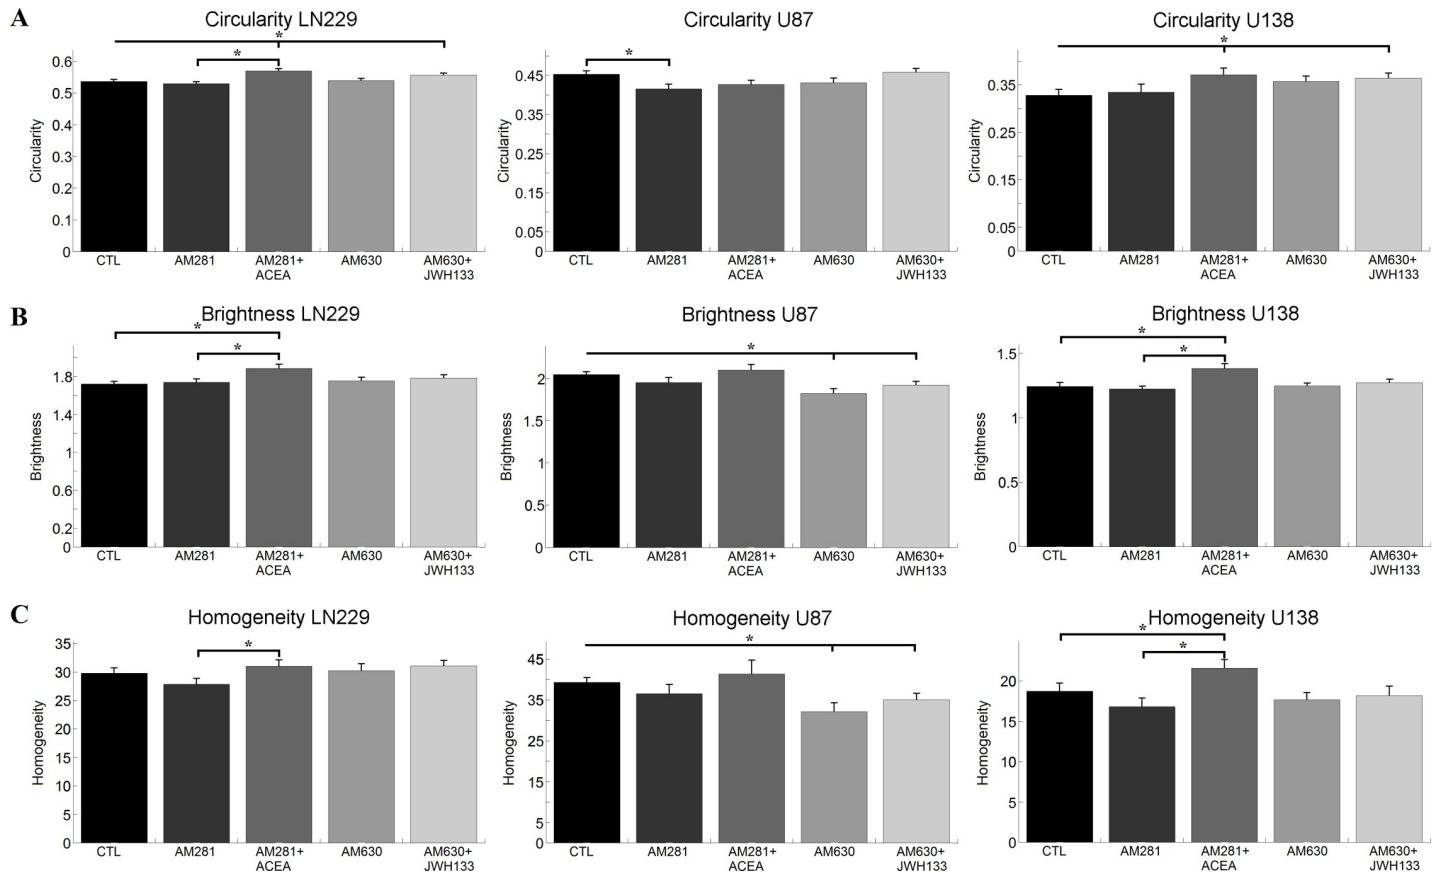 A
Circularity LN229
Circularity U87
Circularity U138
*
*
*
*
Circularity
0.6
0.5
0.4
0.3
0.2
0.1
0
CTL
AM281
AM281+
ACEA
AM630
AM630+
JWH133
Circularity
0.45
0.35
0.25
0.15
0.05
0
CTL
AM281
AM281+
ACEA
AM630
AM630+
JWH133
Circularity
0.35
0.25
0.15
0.05
0
CTL
AM281
AM281+
ACEA
AM630
AM630+
JWH133
B
Brightness LN229
Brightness U87
Brightness U138
*
*
*
*
*
Brightness
1.8
1.4
1
0.6
0.2
0
CTL
AM281
AM281+
ACEA
AM630
AM630+
JWH133
Brightness
2
1.5
1
0.5
0
CTL
AM281
AM281+
ACEA
AM630
AM630+
JWH133
Brightness
1.5
1
0.5
0
CTL
AM281
AM281+
ACEA
AM630
AM630+
JWH133
C
Homogeneity LN229
Homogeneity U87
Homogeneity U138
*
*
*
*
Homogeneity
35
30
25
20
15
10
5
0
CTL
AM281
AM281+
ACEA
AM630
AM630+
JWH133
Homogeneity
45
35
25
15
5
0
CTL
AM281
AM281+
ACEA
AM630
AM630+
JWH133
Homogeneity
20
15
10
5
0
CTL
AM281
AM281+
ACEA
AM630
AM630+
JWH133